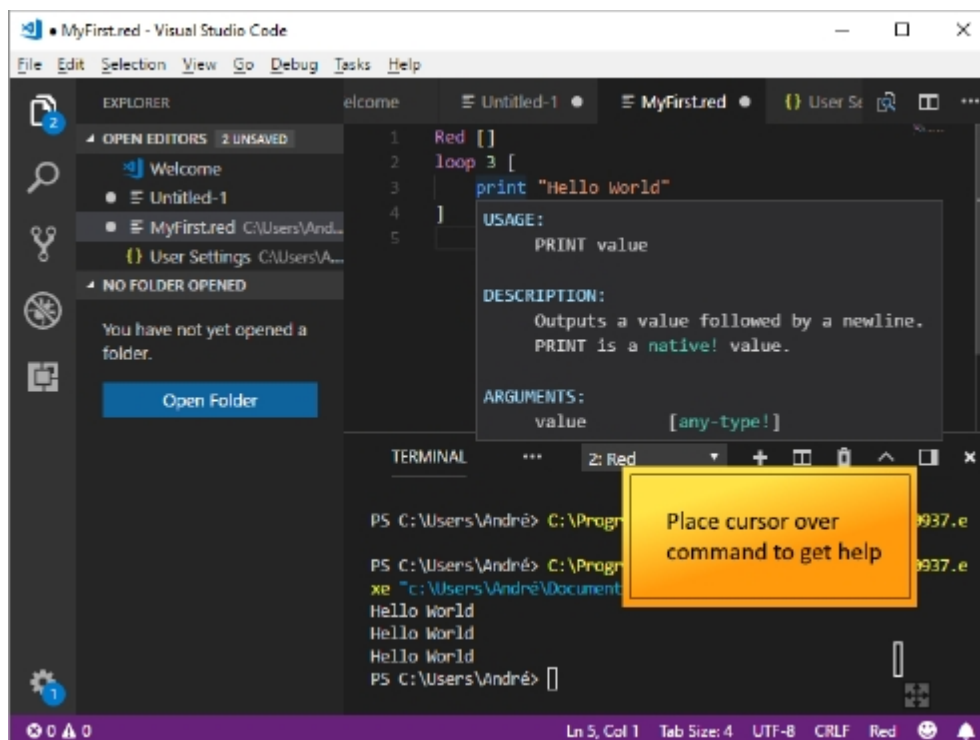 • MyFirst.red - Visual Studio Code
File Edit Selection View Go Debug Tasks Help
2
EXPLORER
OPEN EDITORS 2 UNSAVED
Welcome
Untitled-1
MyFirst.red C:\Users\And...
{} User Settings C:\Users\A...
NO FOLDER OPENED
You have not yet opened a
folder.
Open Folder
1
elcome Untitled-1 ● MyFirst.red ● {} User Se ...
1 Red []
2 loop 3 [
3 print "Hello World"
4 ]
5
USAGE:
PRINT value
DESCRIPTION:
Outputs a value followed by a newline.
PRINT is a native! value.
ARGUMENTS:
value [any-type!]
TERMINAL ... 2: Red
PS C:\Users\André> C:\Progr 0937.e
PS C:\Users\André> C:\Progr 0937.e
xe "c:\Users\André\Document
Hello World
Hello World
Hello World
PS C:\Users\André>
Place cursor over
command to get help
0 0 Ln 5, Col 1 Tab Size: 4 UTF-8 CRLF Red